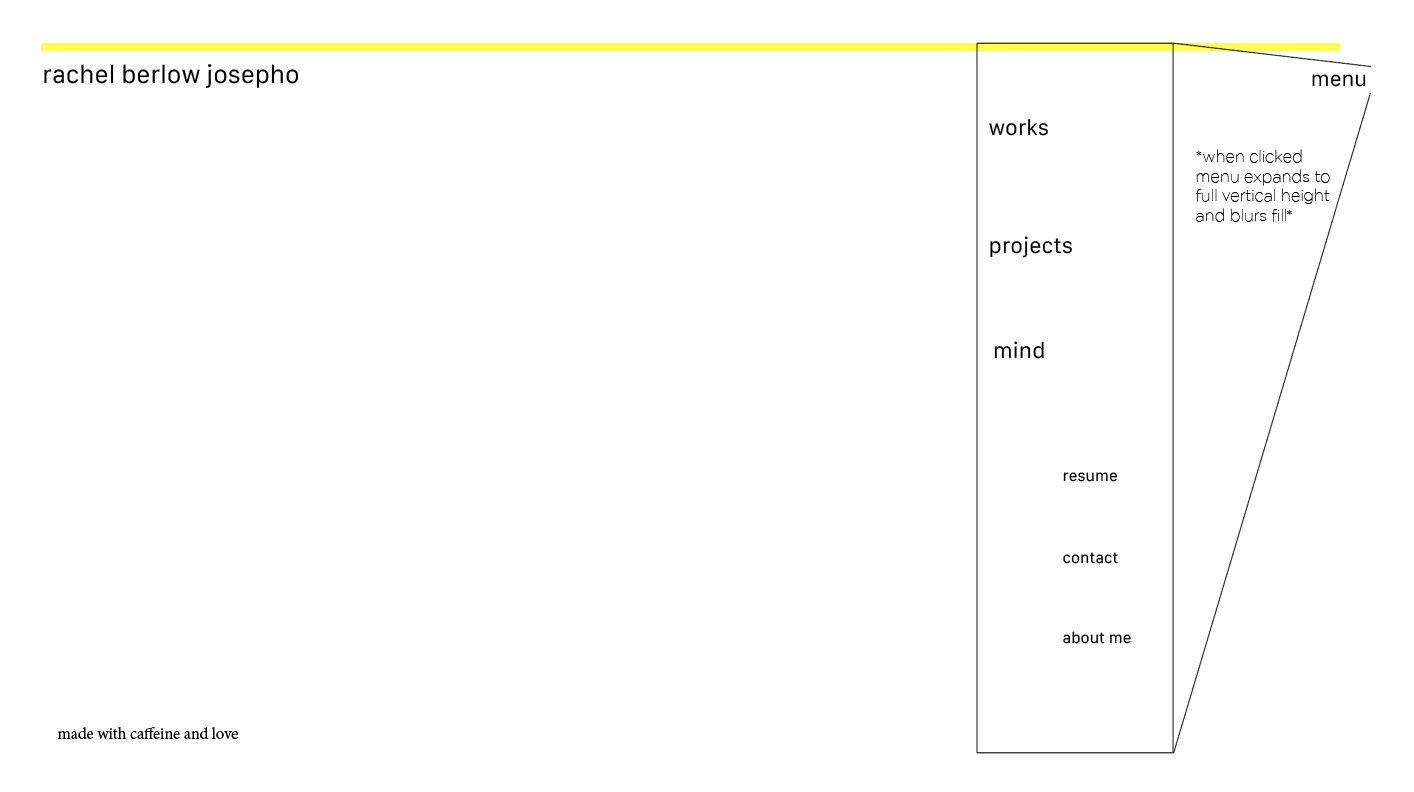 rachel berlow josepho
menu
works
*when clicked
menu expands to
full vertical height
and blurs fill*
projects
mind
resume
contact
about me
made with caffeine and love